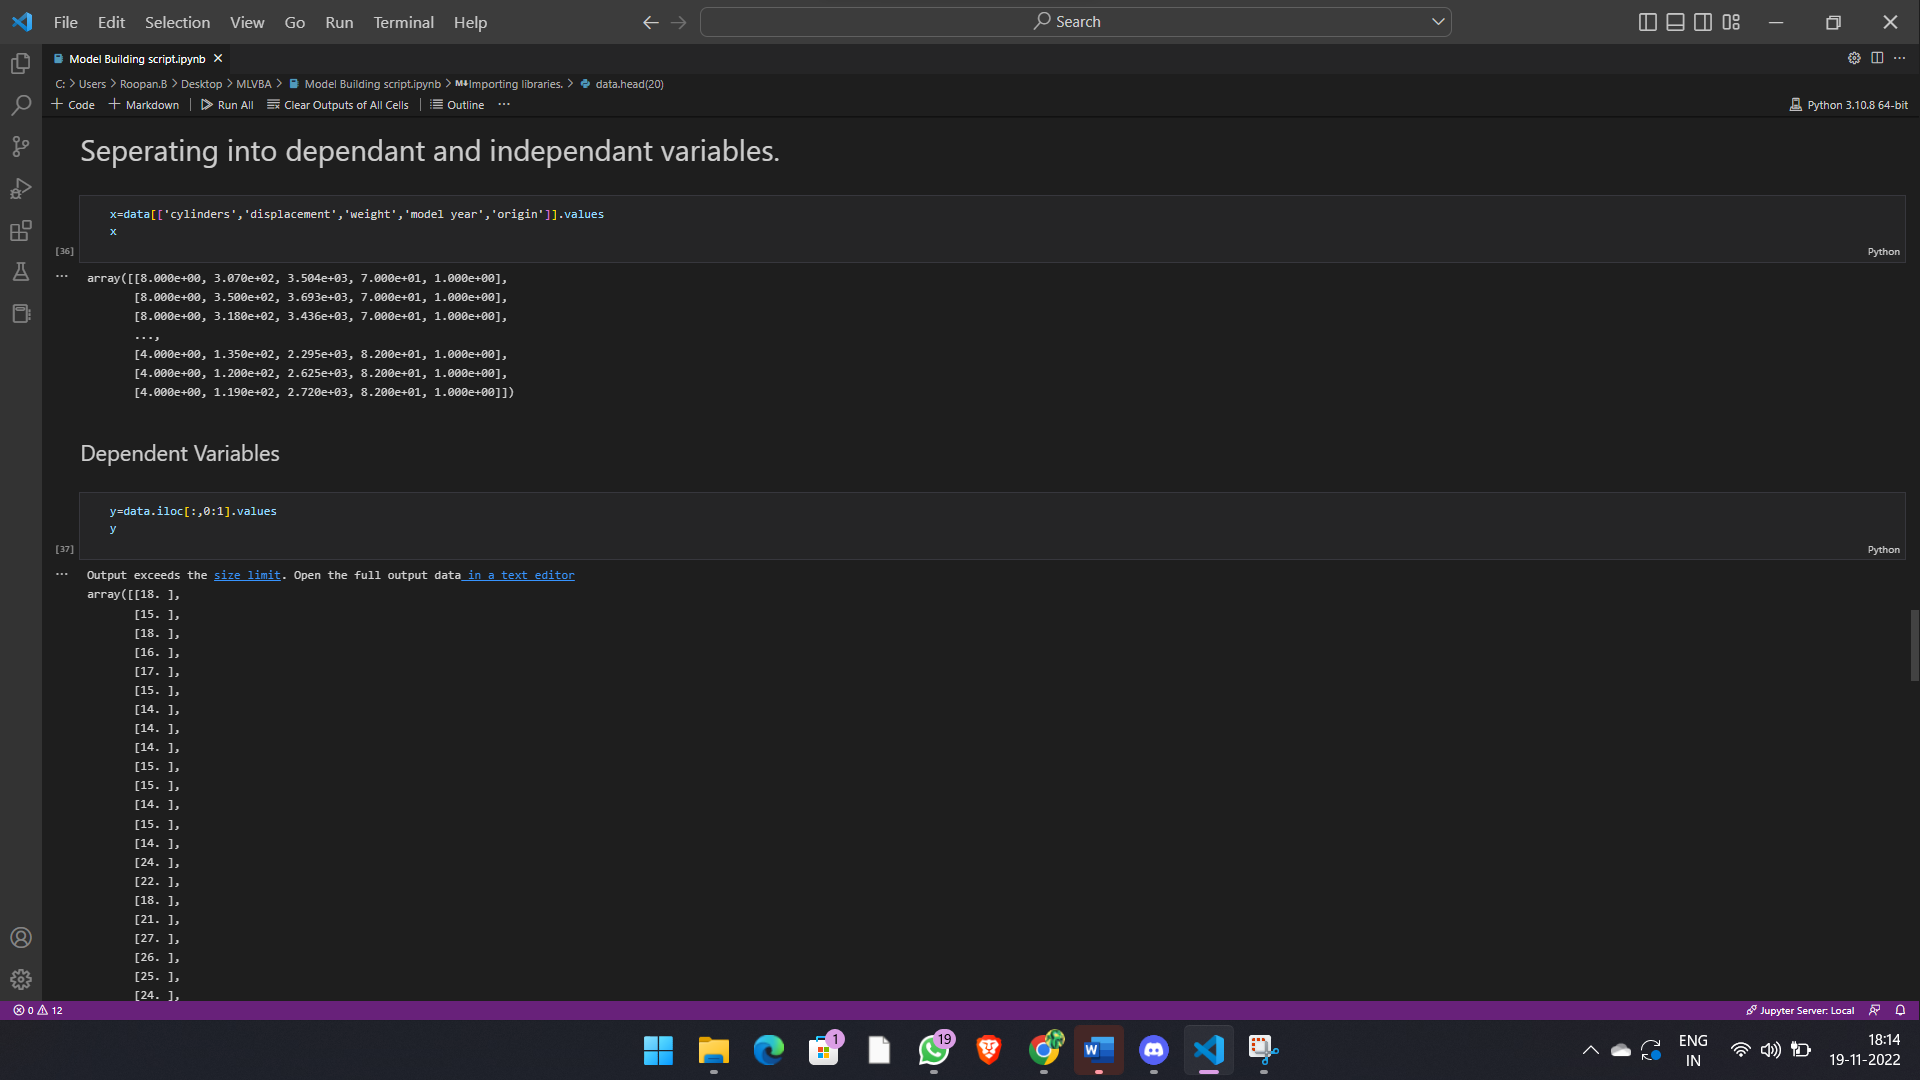 File Edit Selection View Go Run Terminal Help
Search
Model Building script.ipynb
C: > Users > Roopan.B > Desktop > MLVBA > Model Building script.ipynb > M↓Importing libraries. > data.head(20)
+ Code + Markdown | Run All Clear Outputs of All Cells | Outline ...
Python 3.10.8 64-bit
Seperating into dependant and independant variables.
x=data[['cylinders','displacement','weight','model year','origin']].values
x
[36]
Python
array([[8.000e+00, 3.070e+02, 3.504e+03, 7.000e+01, 1.000e+00],
[8.000e+00, 3.500e+02, 3.693e+03, 7.000e+01, 1.000e+00],
[8.000e+00, 3.180e+02, 3.436e+03, 7.000e+01, 1.000e+00],
...,
[4.000e+00, 1.350e+02, 2.295e+03, 8.200e+01, 1.000e+00],
[4.000e+00, 1.200e+02, 2.625e+03, 8.200e+01, 1.000e+00],
[4.000e+00, 1.190e+02, 2.720e+03, 8.200e+01, 1.000e+00]])
Dependent Variables
y=data.iloc[:,0:1].values
y
[37]
Python
Output exceeds the size limit. Open the full output data in a text editor
array([[18. ],
[15. ],
[18. ],
[16. ],
[17. ],
[15. ],
[14. ],
[14. ],
[14. ],
[15. ],
[15. ],
[14. ],
[15. ],
[14. ],
[24. ],
[22. ],
[18. ],
[21. ],
[27. ],
[26. ],
[25. ],
[24. ],
0 12
Jupyter Server: Local
1
19
ENG
IN
18:14
19-11-2022